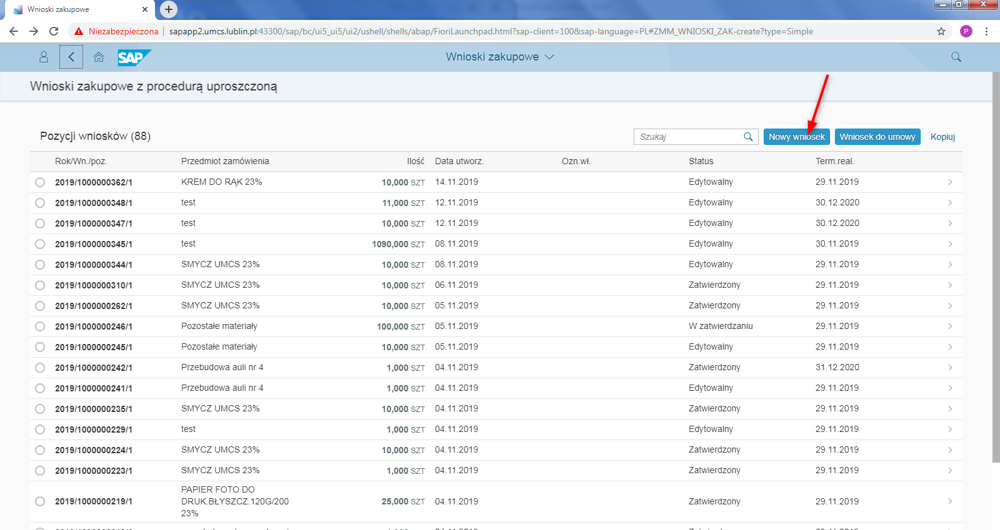 Wnioski zakupowe
Niezabezpieczona sapapp2.umcs.lublin.pl:43300/sap/bc/ui5_ui5/ui2/ushell/shells/abap/FioriLaunchpad.html?sap-client=100&sap-language=PL#ZMM_WNIOSKI_ZAK-create?type=Simple P
SAP Wnioski zakupowe
Wnioski zakupowe z procedurą uproszczoną
Pozycji wniosków (88) Szukaj Nowy wniosek Wniosek do umowy Kopiuj
Rok/Wn./poz. Przedmiot zamówienia Ilość Data utworz. Ozn.wł. Status Term.real.
2019/1000000362/1 KREM DO RĄK 23% 10,000 SZT 14.11.2019 Edytowalny 29.11.2019
2019/1000000348/1 test 11,000 SZT 12.11.2019 Edytowalny 30.12.2020
2019/1000000347/1 test 10,000 SZT 12.11.2019 Edytowalny 30.12.2020
2019/1000000345/1 test 1090,000 SZT 08.11.2019 Edytowalny 30.11.2019
2019/1000000344/1 SMYCZ UMCS 23% 10,000 SZT 08.11.2019 Edytowalny 29.11.2019
2019/1000000310/1 SMYCZ UMCS 23% 10,000 SZT 06.11.2019 Zatwierdzony 29.11.2019
2019/1000000262/1 SMYCZ UMCS 23% 10,000 SZT 05.11.2019 Zatwierdzony 29.11.2019
2019/1000000246/1 Pozostałe materiały 100,000 SZT 05.11.2019 W zatwierdzaniu 29.11.2019
2019/1000000245/1 Pozostałe materiały 10,000 SZT 05.11.2019 Edytowalny 29.11.2019
2019/1000000242/1 Przebudowa auli nr 4 1,000 SZT 04.11.2019 Zatwierdzony 31.12.2020
2019/1000000241/1 Przebudowa auli nr 4 1,000 SZT 04.11.2019 Edytowalny 29.11.2019
2019/1000000235/1 SMYCZ UMCS 23% 10,000 SZT 04.11.2019 Zatwierdzony 29.11.2019
2019/1000000229/1 test 1,000 SZT 04.11.2019 Edytowalny 29.11.2019
2019/1000000224/1 SMYCZ UMCS 23% 10,000 SZT 04.11.2019 Zatwierdzony 29.11.2019
2019/1000000223/1 SMYCZ UMCS 23% 1,000 SZT 04.11.2019 Zatwierdzony 29.11.2019
PAPIER FOTO DO
2019/1000000219/1 DRUK.BŁYSZCZ.120G/200 25,000 SZT 04.11.2019 Zatwierdzony 29.11.2019
23%